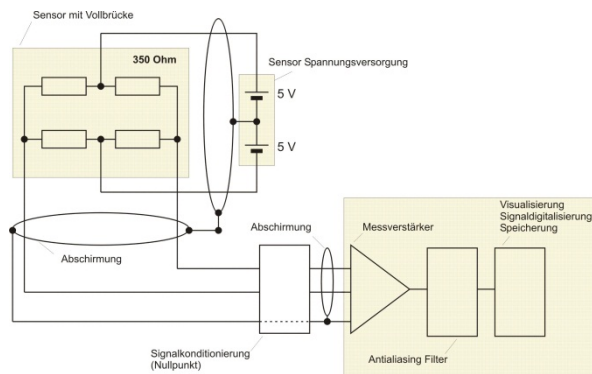 Sensor mit Vollbrücke
350 Ohm
Sensor Spannungsversorgung
5 V
5 V
Abschirmung
Abschirmung
Messverstärker
Visualisierung
Signaldigitalisierung
Speicherung
Signalkonditionierung
(Nullpunkt)
Antialiasing Filter